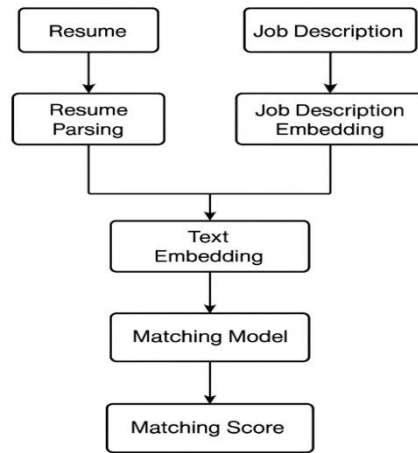 Resume
Job Description
Resume
Parsing
Job Description
Embedding
Text
Embedding
Matching Model
Matching Score